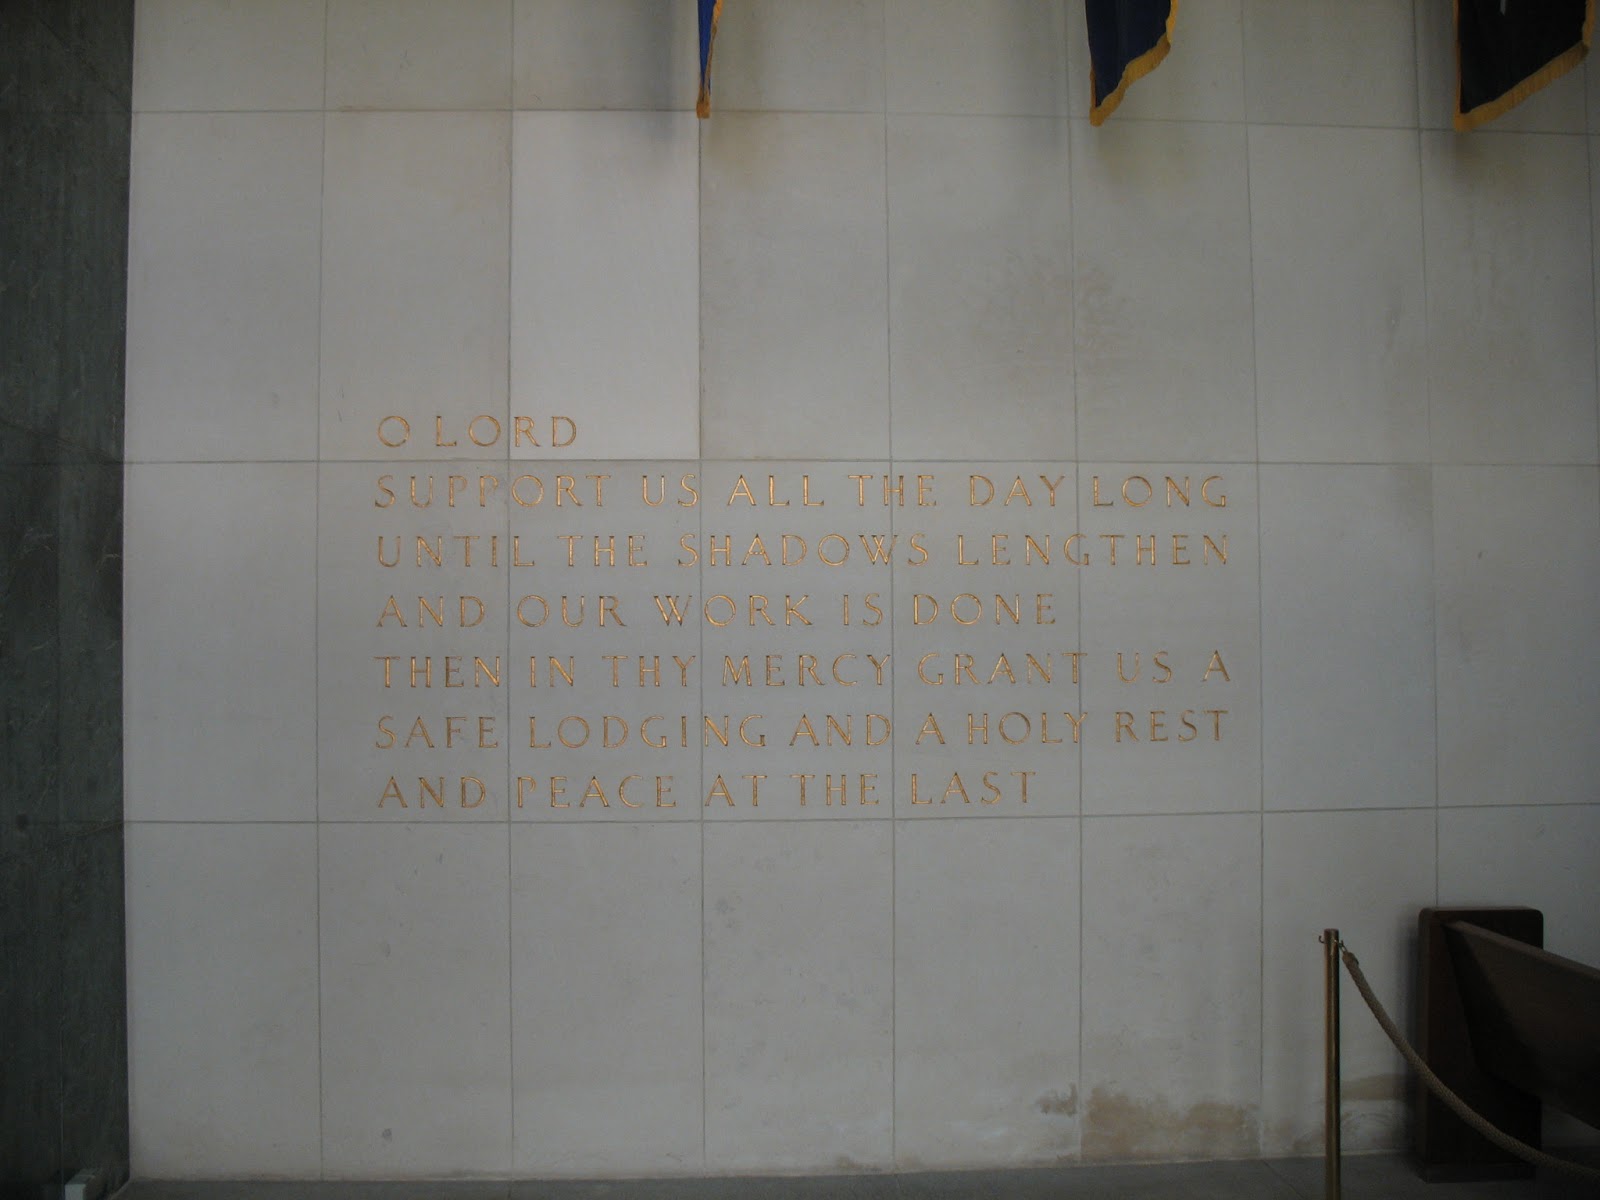 O LORD
SUPPORT US ALL THE DAY LONG
UNTIL THE SHADOWS LENGTHEN
AND OUR WORK IS DONE
THEN IN THY MERCY GRANT US A
SAFE LODGING AND A HOLY REST
AND PEACE AT THE LAST